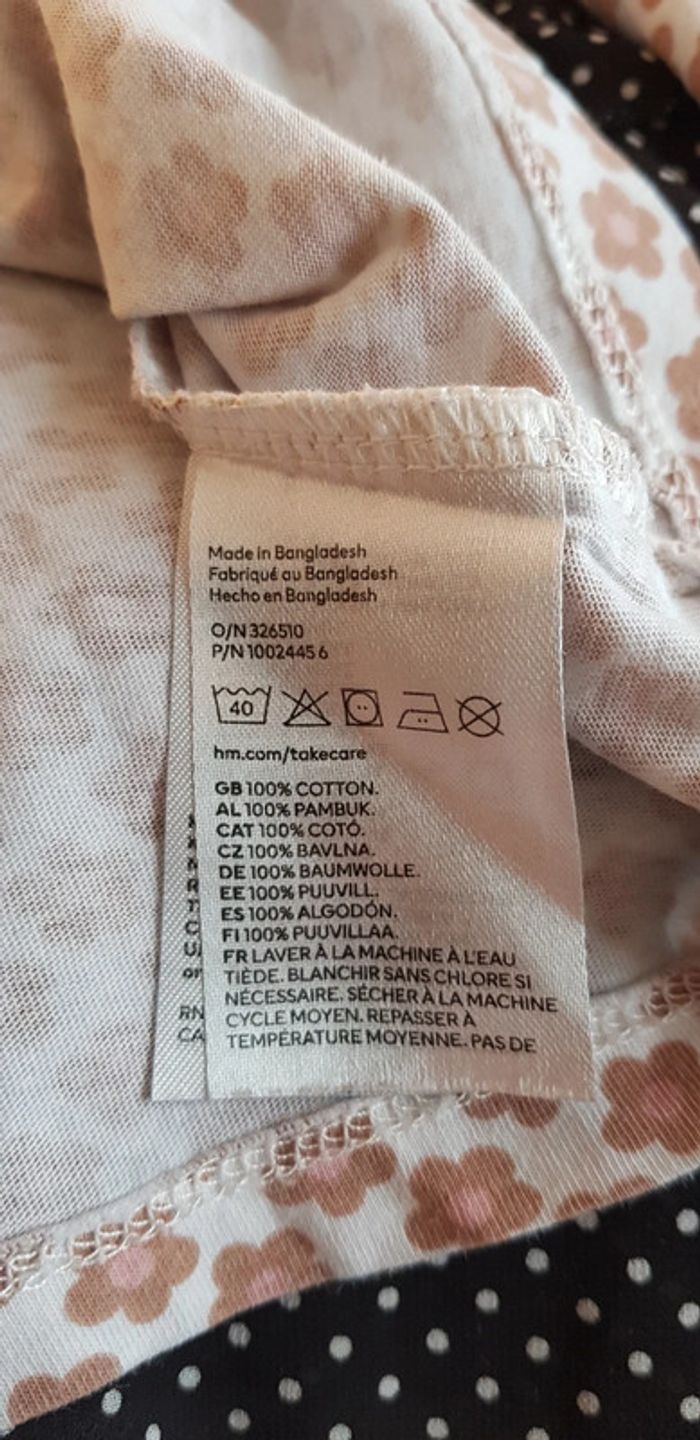 Made in Bangladesh
Fabriqué au Bangladesh
Hecho en Bangladesh
O/N 326510
P/N 10024456
40
hm.com/takecare
GB 100% COTTON.
AL 100% PAMBUK.
CAT 100% COTÓ.
CZ 100% BAVLNA.
DE 100% BAUMWOLLE.
EE 100% PUUVILL.
ES 100% ALGODÓN.
FI 100% PUUVILLAA.
FR LAVER À LA MACHINE À L'EAU
TIÈDE. BLANCHIR SANS CHLORE SI
NÉCESSAIRE. SÉCHER À LA MACHINE
CYCLE MOYEN. REPASSER À
TEMPÉRATURE MOYENNE. PAS DE
RN
CA